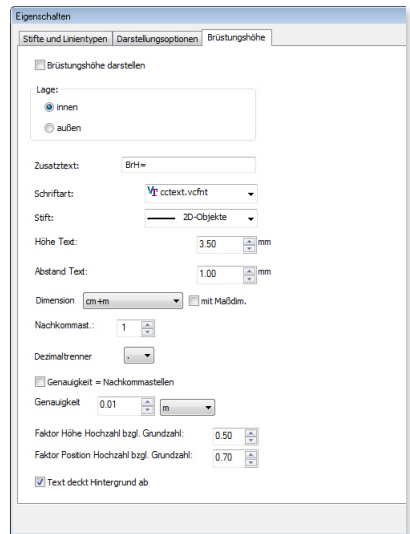 Eigenschaften
Stifte und Linientypen Darstellungsoptionen Brüstungshöhe
Brüstungshöhe darstellen
Lage:
innen
außen
Zusatztext: BrH=
Schriftart: cctext.vcfnt
Stift: 2D-Objekte
Höhe Text: 3.50 mm
Abstand Text: 1.00 mm
Dimension cm+m mit Maßdim.
Nachkommast.: 1
Dezimaltrenner .
Genauigkeit = Nachkommastellen
Genauigkeit 0.01 m
Faktor Höhe Hochzahl bzgl. Grundzahl: 0.50
Faktor Position Hochzahl bzgl. Grundzahl: 0.70
Text deckt Hintergrund ab